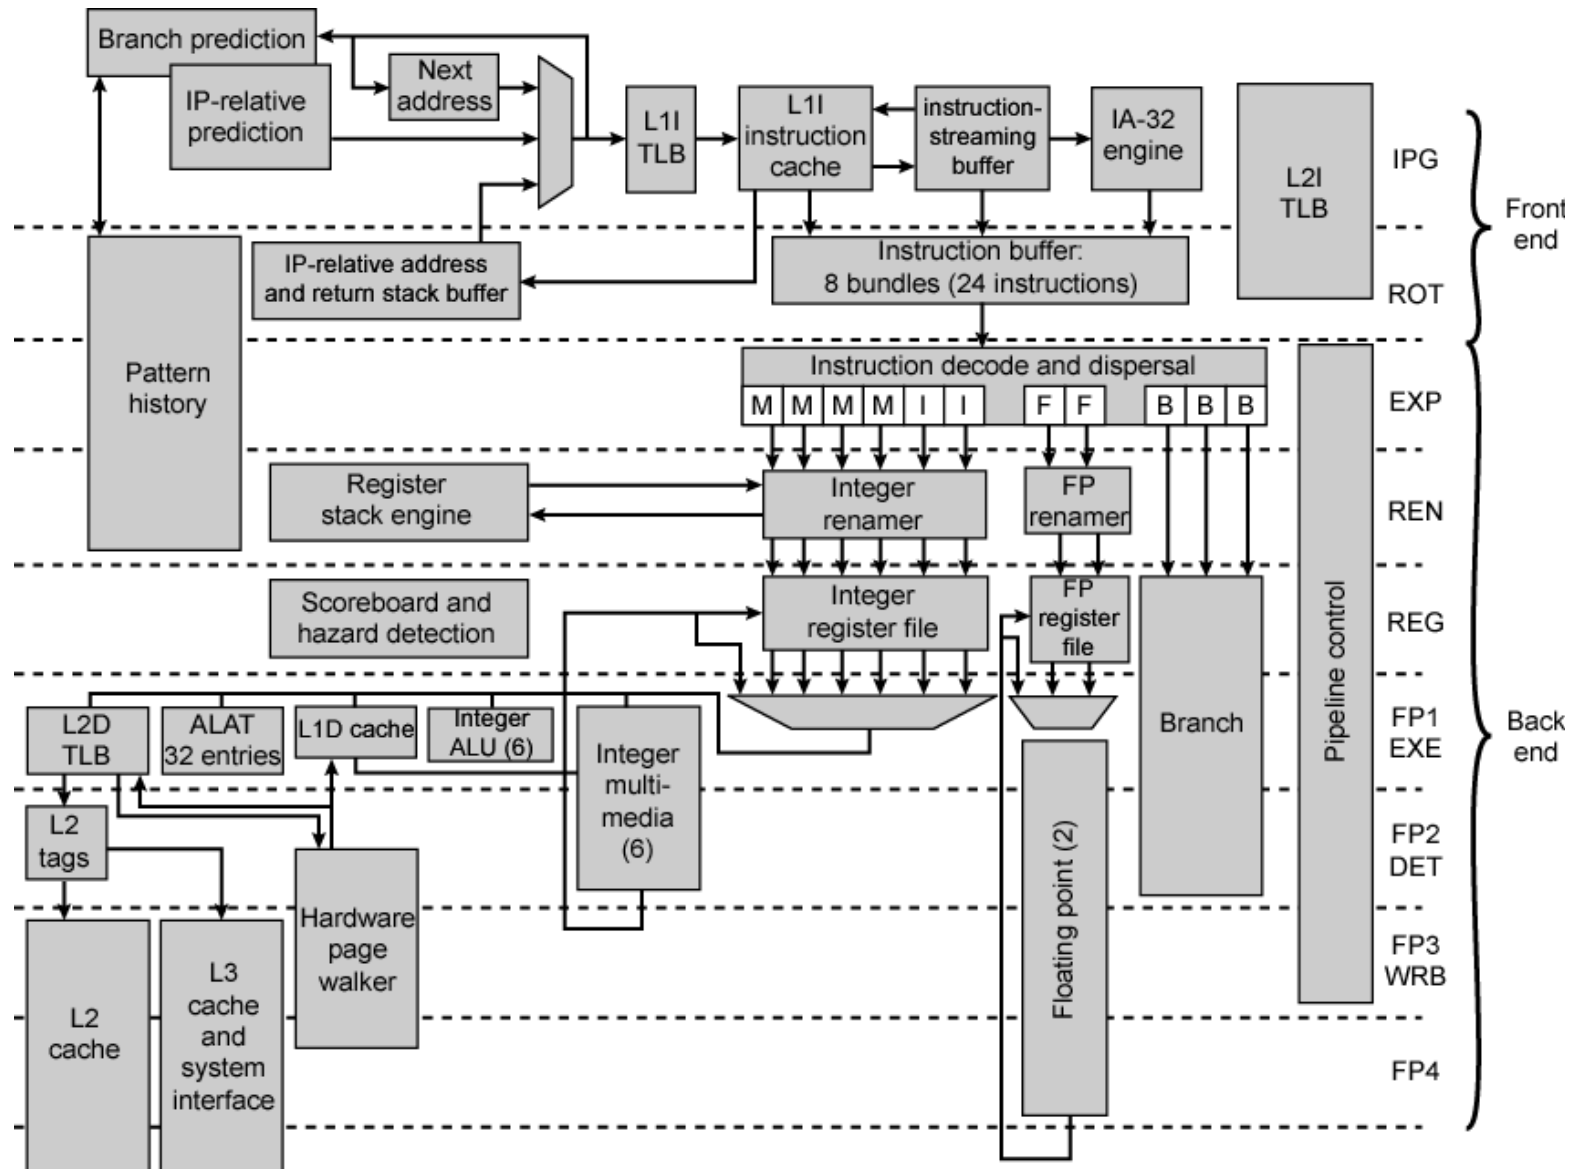 Branch prediction
IP-relative
prediction
Next
address
L1I
TLB
L1I
instruction
cache
instruction-
streaming
buffer
IA-32
engine
L2I
TLB
IPG
Front
end
Pattern
history
IP-relative address
and return stack buffer
Instruction buffer:
8 bundles (24 instructions)
ROT
Instruction decode and dispersal
M M M M I I F F B B B
EXP
Register
stack engine
Integer
renamer
FP
renamer
REN
Scoreboard and
hazard detection
Integer
register file
FP
register
file
REG
Pipeline control
L2D
TLB
ALAT
32 entries
L1D cache
Integer
ALU (6)
Integer
multi-
media
(6)
Branch
FP1
EXE
Back
end
L2
tags
Floating point (2)
FP2
DET
Hardware
page
walker
FP3
WRB
L2
cache
L3
cache
and
system
interface
FP4